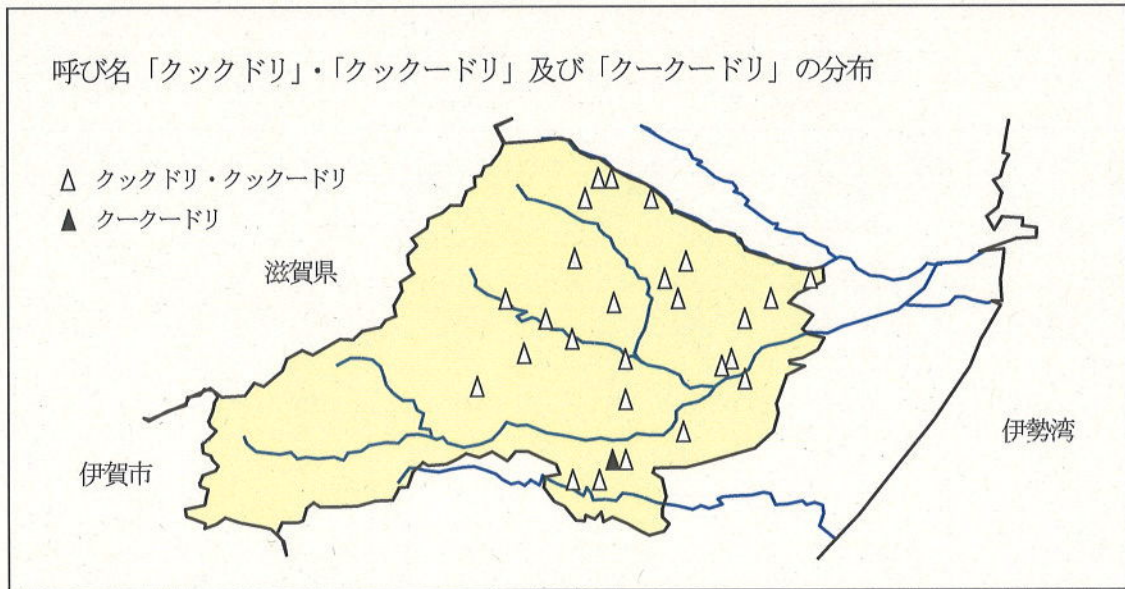 呼び名「クックドリ」・「クックードリ」及び「クークードリ」の分布
△ クックドリ・クックードリ
▲ クークードリ
滋賀県
伊勢湾
伊賀市